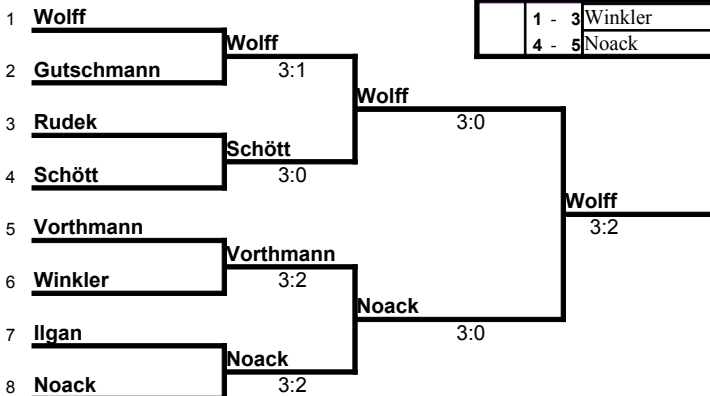 1 Wolff
1 - 3 Winkler
Wolff
4 - 5 Noack
2 Gutschmann
3:1
Wolff
3 Rudek
3:0
Schött
4 Schött
3:0
Wolff
5 Vorthmann
3:2
Vorthmann
6 Winkler
3:2
Noack
7 Ilgan
3:0
Noack
8 Noack
3:2